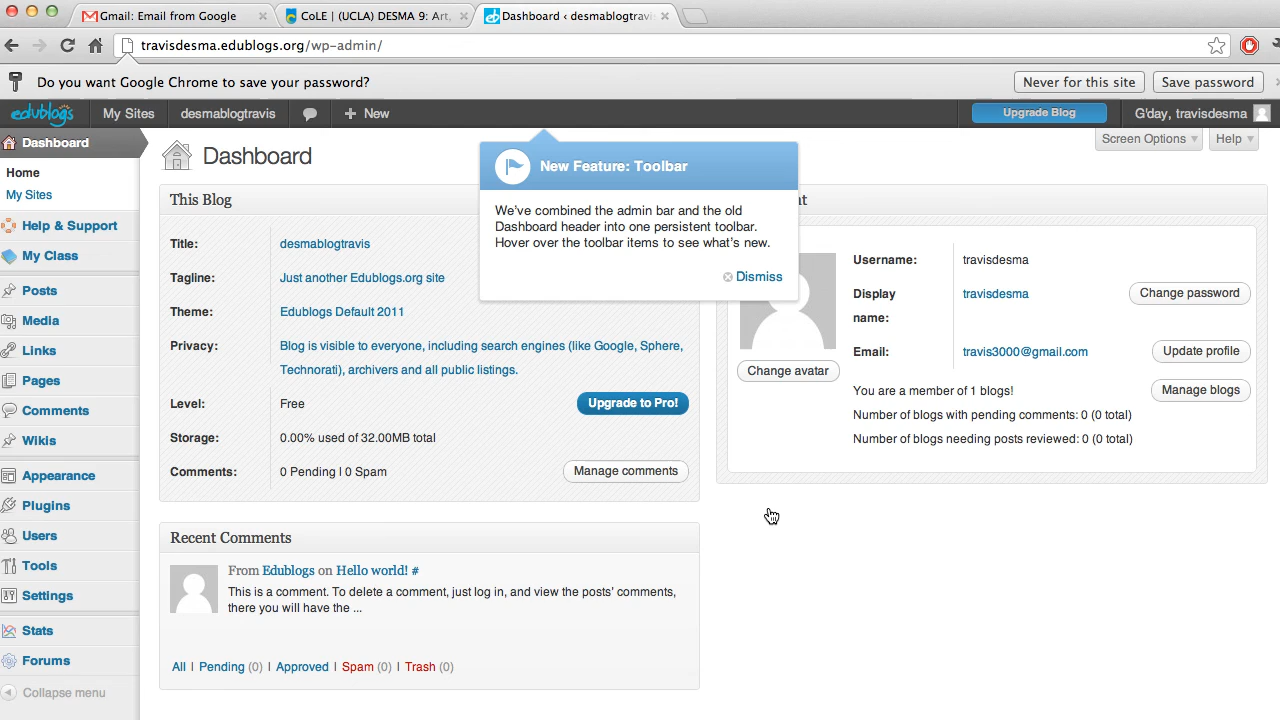 Gmail: Email from Google
CoLE | (UCLA) DESMA 9: Art,
Dashboard ‹ desmablogtravis
travisdesma.edublogs.org/wp-admin/
Do you want Google Chrome to save your password?
Never for this site
Save password
edublogs
My Sites
desmablogtravis
+ New
Upgrade Blog
G'day, travisdesma
Dashboard
Home
My Sites
Help & Support
My Class
Posts
Media
Links
Pages
Comments
Wikis
Appearance
Plugins
Users
Tools
Settings
Stats
Forums
Collapse menu
Dashboard
Screen Options
Help
New Feature: Toolbar
We've combined the admin bar and the old
Dashboard header into one persistent toolbar.
Hover over the toolbar items to see what's new.
Dismiss
This Blog
Title: desmablogtravis
Tagline: Just another Edublogs.org site
Theme: Edublogs Default 2011
Privacy: Blog is visible to everyone, including search engines (like Google, Sphere,
Technorati), archivers and all public listings.
Level: Free
Upgrade to Pro!
Storage: 0.00% used of 32.00MB total
Comments: 0 Pending | 0 Spam
Manage comments
Change avatar
Username: travisdesma
Display
name:
travisdesma
Change password
Email: travis3000@gmail.com
Update profile
You are a member of 1 blogs!
Manage blogs
Number of blogs with pending comments: 0 (0 total)
Number of blogs needing posts reviewed: 0 (0 total)
Recent Comments
From Edublogs on Hello world! #
This is a comment. To delete a comment, just log in, and view the posts' comments,
there you will have the ...
All | Pending (0) | Approved | Spam (0) | Trash (0)